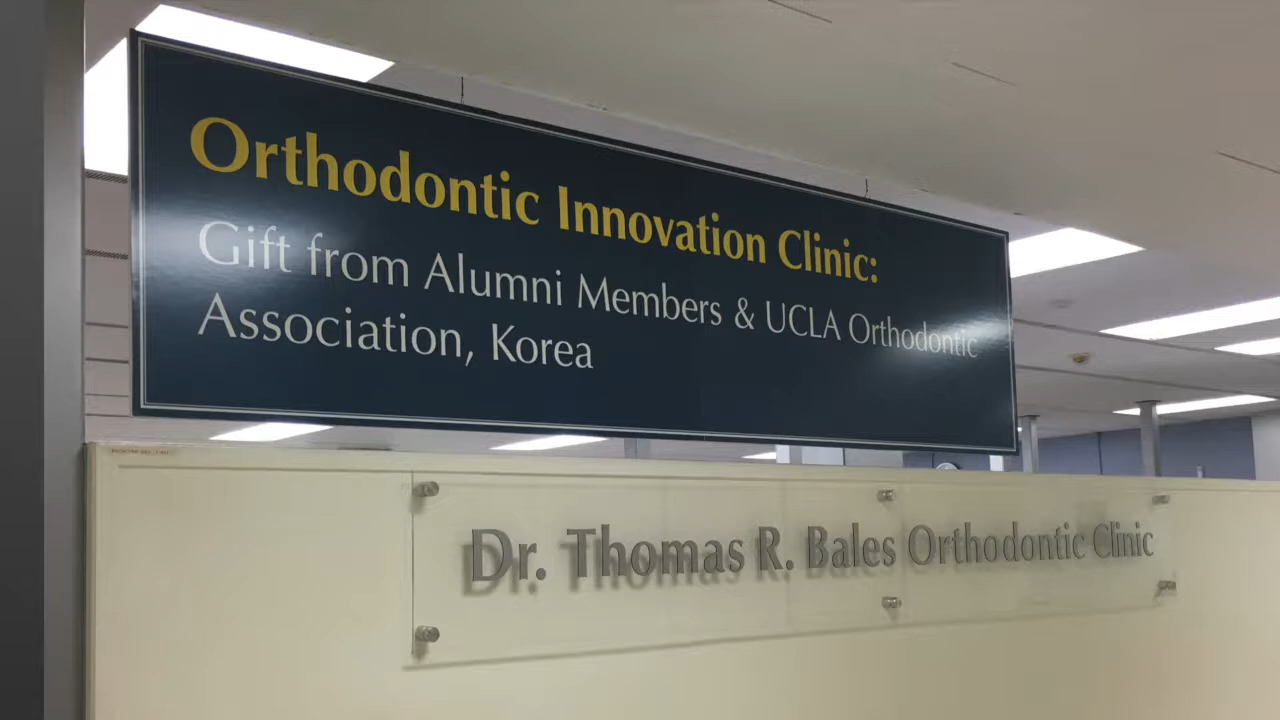 Orthodontic Innovation Clinic:
Gift from Alumni Members & UCLA Orthodontic
Association, Korea
Dr. Thomas R. Bales Orthodontic Clinic